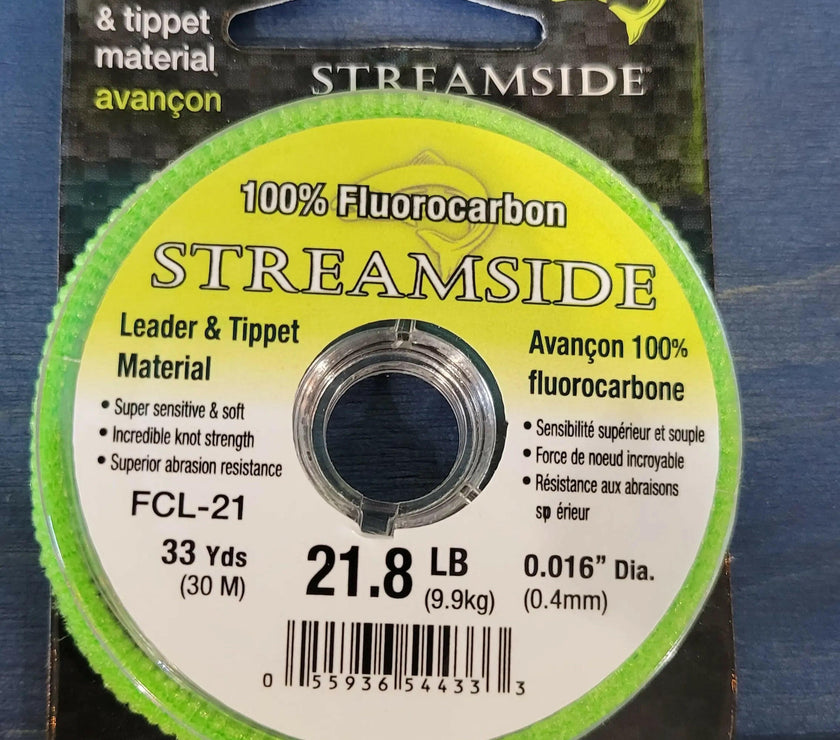 & tippet
material
avançon
STREAMSIDE
100% Fluorocarbon
STREAMSIDE
Leader & Tippet
Material
• Super sensitive & soft
• Incredible knot strength
• Superior abrasion resistance
FCL-21
33 Yds
(30 M)
21.8 LB
(9.9kg)
Avançon 100%
fluorocarbone
• Sensibilité supérieur et souple
• Force de noeud incroyable
• Résistance aux abraisons
sp érieur
0.016” Dia.
(0.4mm)
0 55936 54433 3